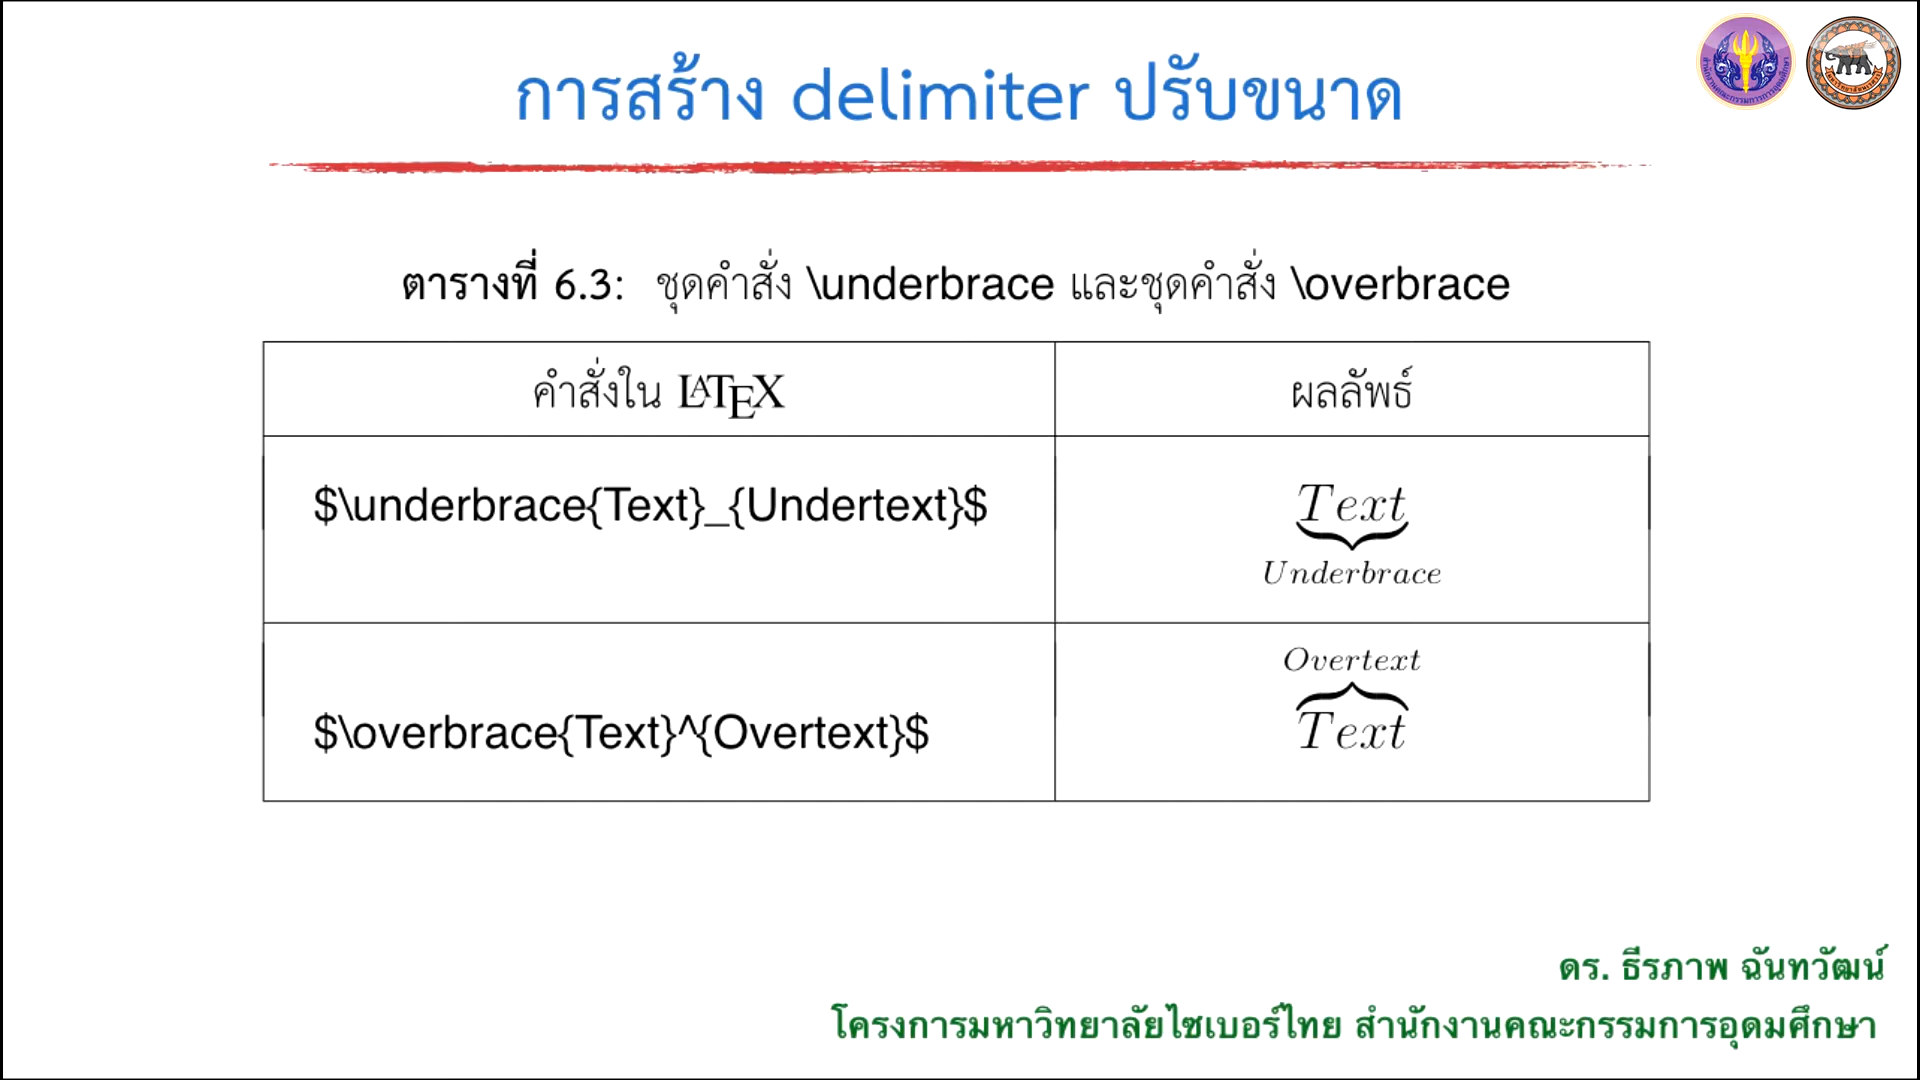 การสร้าง delimiter ปรับขนาด
ตารางที่ 6.3: ชุดคำสั่ง \underbrace และชุดคำสั่ง \overbrace
คำสั่งใน LATEX
ผลลัพธ์
$\underbrace{Text}_{Undertext}$
Text
Underbrace
Overtext
$\overbrace{Text}^{Overtext}$
Text
ดร. ธีรภาพ ฉันทวัฒน์
โครงการมหาวิทยาลัยไซเบอร์ไทย สำนักงานคณะกรรมการอุดมศึกษา